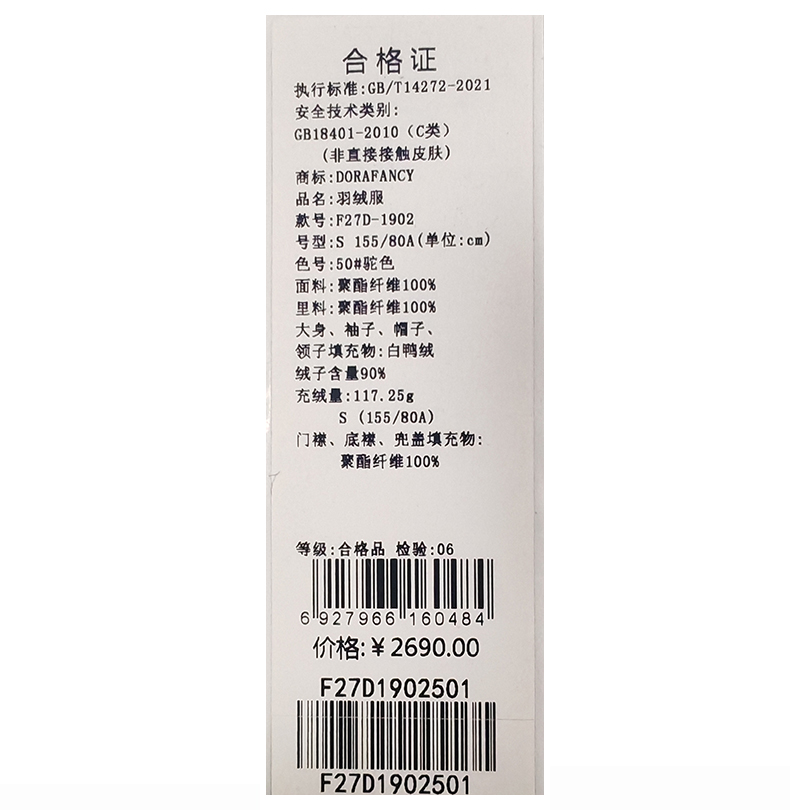 合格证
执行标准:GB/T14272-2021
安全技术类别:
GB18401-2010（C类）
(非直接接触皮肤)
商标:DORAFANCY
品名:羽绒服
款号:F27D-1902
号型:S 155/80A(单位:cm)
色号:50#驼色
面料:聚酯纤维100%
里料:聚酯纤维100%
大身、袖子、帽子、
领子填充物:白鸭绒
绒子含量90%
充绒量:117.25g
S (155/80A)
门襟、底襟、兜盖填充物:
聚酯纤维100%
等级:合格品 检验:06
6 927966 160484
价格:￥2690.00
F27D1902501
F27D1902501